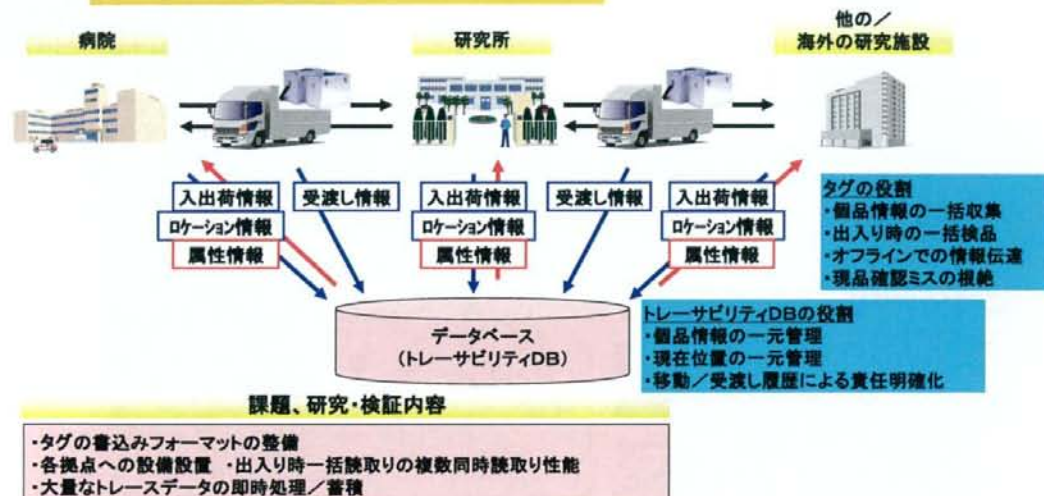 病院
研究所
他の／
海外の研究施設
入出荷情報
ロケーション情報
属性情報
受渡し情報
入出荷情報
ロケーション情報
属性情報
受渡し情報
入出荷情報
ロケーション情報
属性情報
タグの役割
・個品情報の一括収集
・出入り時の一括検品
・オフラインでの情報伝達
・現品確認ミスの根絶
データベース
（トレーサビリティDB）
トレーサビリティDBの役割
・個品情報の一元管理
・現在位置の一元管理
・移動／受渡し履歴による責任明確化
課題、研究・検証内容
・タグの書込みフォーマットの整備
・各拠点への設備設置 ・出入り時一括読取りの複数同時読取り性能
・大量なトレースデータの即時処理／蓄積